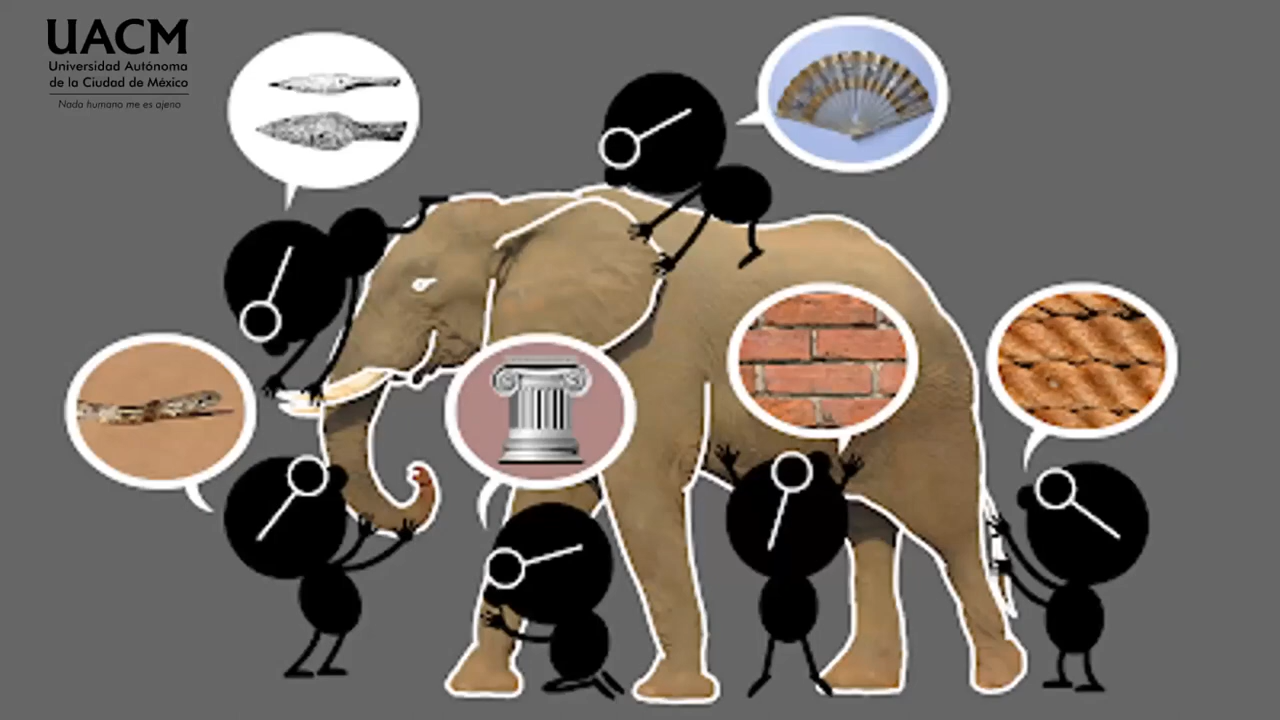 UACM
Universidad Autónoma
de la Ciudad de México
Nada humano me es ajeno